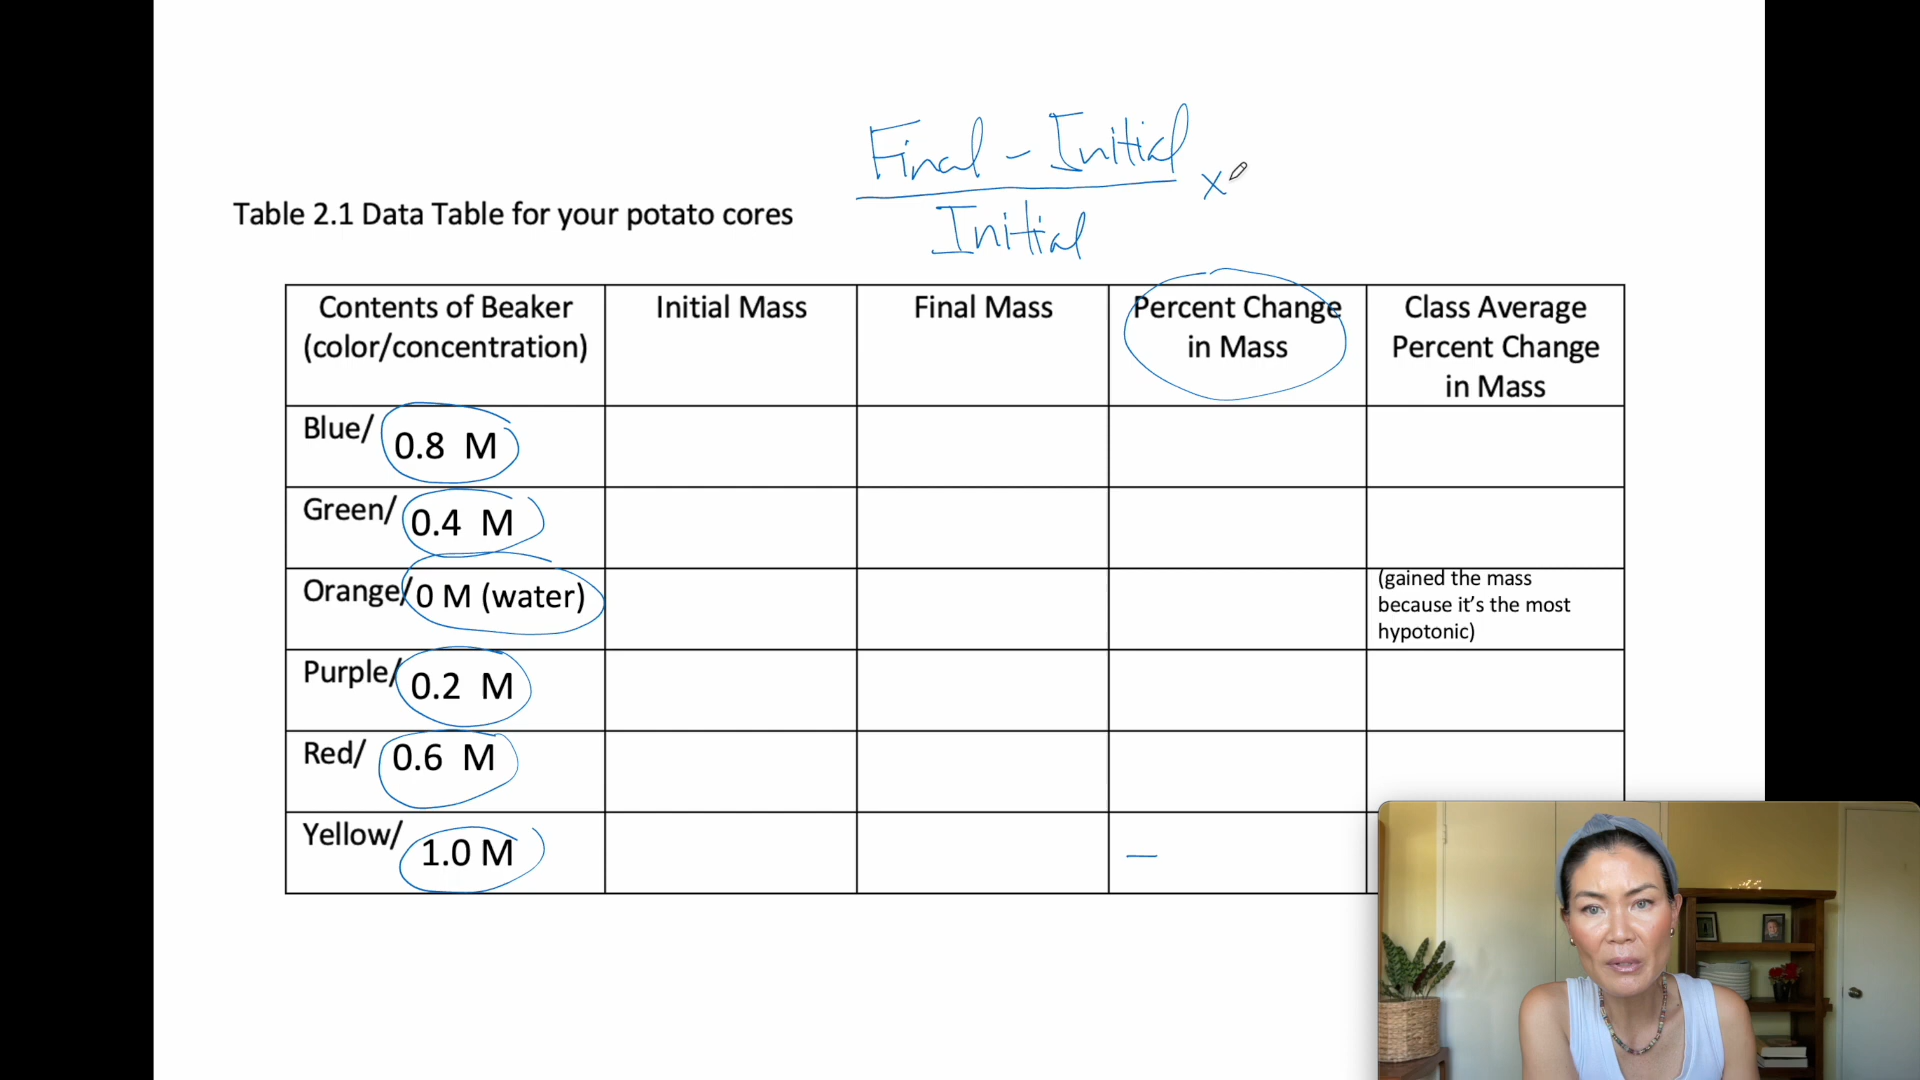 Final - Initial
Initial
x
Table 2.1 Data Table for your potato cores
Contents of Beaker
(color/concentration)
Initial Mass
Final Mass
Percent Change
in Mass
Class Average
Percent Change
in Mass
Blue/ 0.8 M
Green/ 0.4 M
Orange/ 0 M (water)
(gained the mass
because it’s the most
hypotonic)
Purple/ 0.2 M
Red/ 0.6 M
Yellow/ 1.0 M
—